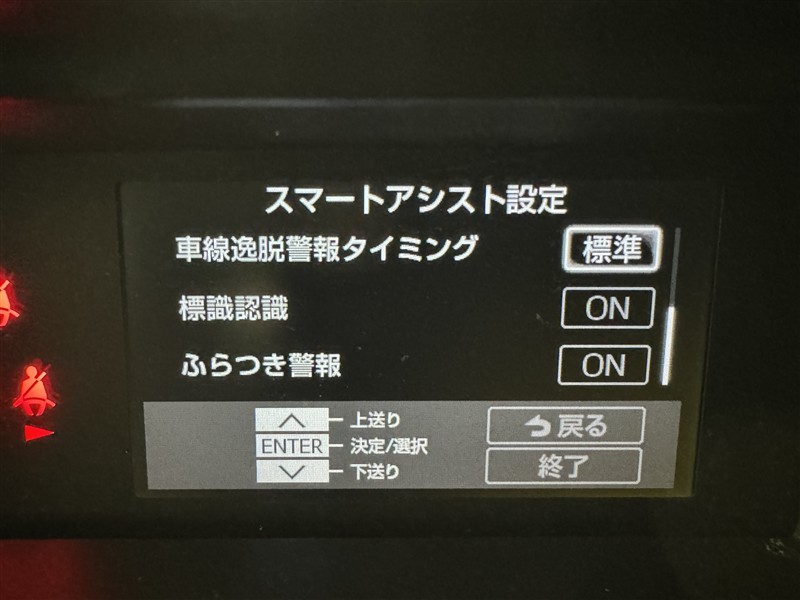 スマートアシスト設定
車線逸脱警報タイミング 標準
標識認識 ON
ふらつき警報 ON
上送り
ENTER 決定/選択
下送り
戻る
終了